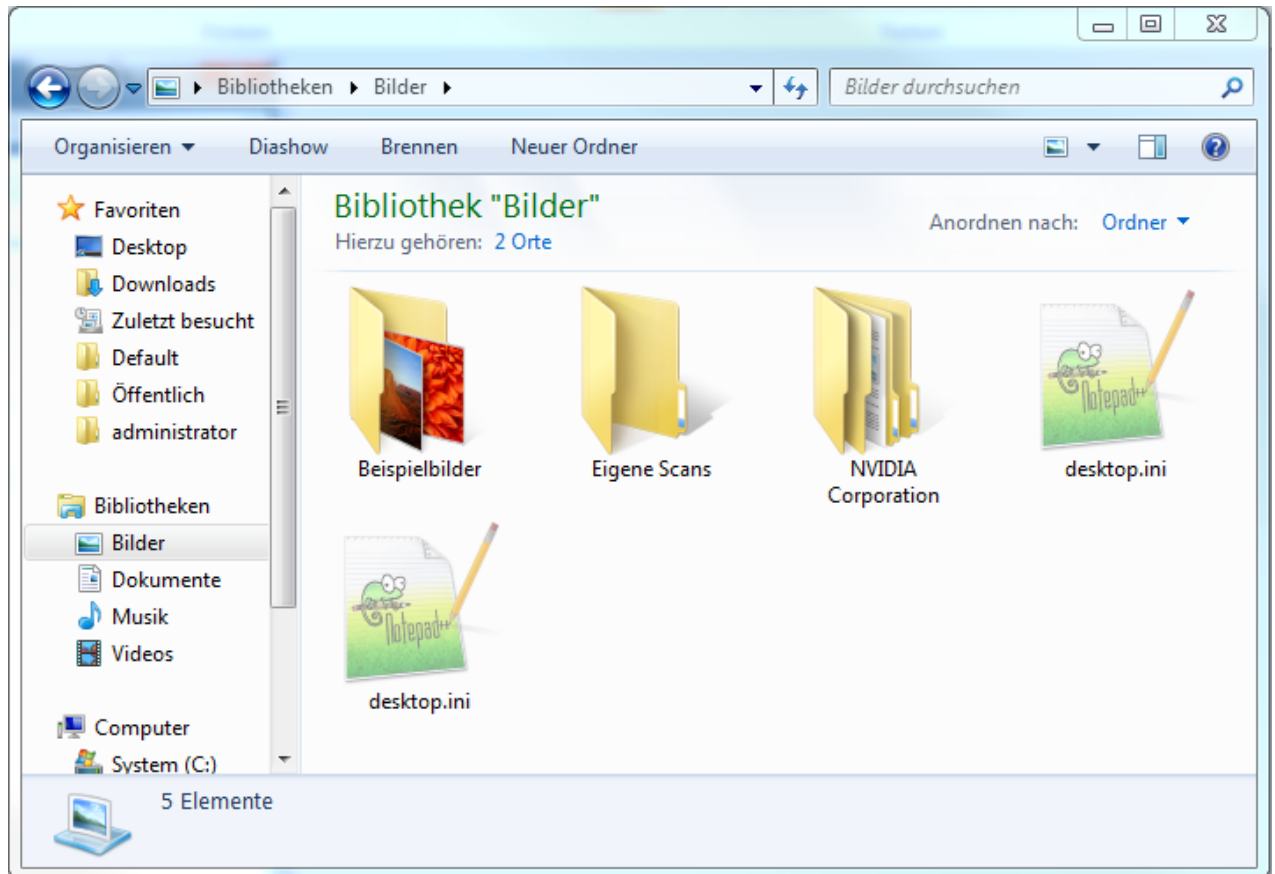 Bibliotheken Bilder
Bilder durchsuchen
Organisieren Diashow Brennen Neuer Ordner
Favoriten
Desktop
Downloads
Zuletzt besucht
Default
Öffentlich
administrator
Bibliotheken
Bilder
Dokumente
Musik
Videos
Computer
System (C:)
Bibliothek "Bilder"
Hierzu gehören: 2 Orte
Anordnen nach: Ordner
Beispielbilder
Eigene Scans
NVIDIA
Corporation
Notepad++
desktop.ini
Notepad++
desktop.ini
5 Elemente